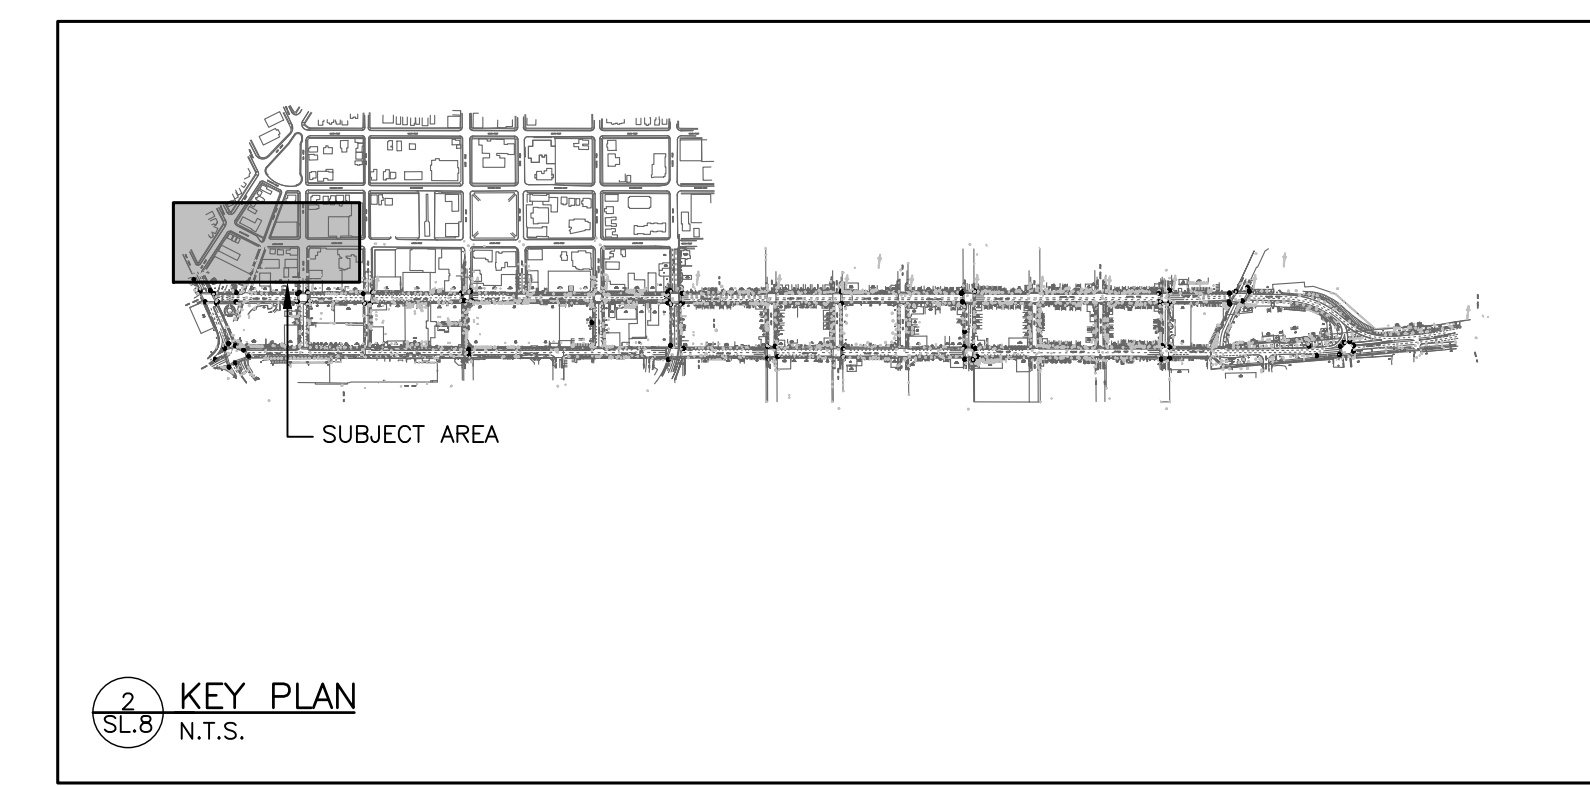 SUBJECT AREA
2
SL.8
KEY PLAN
N.T.S.